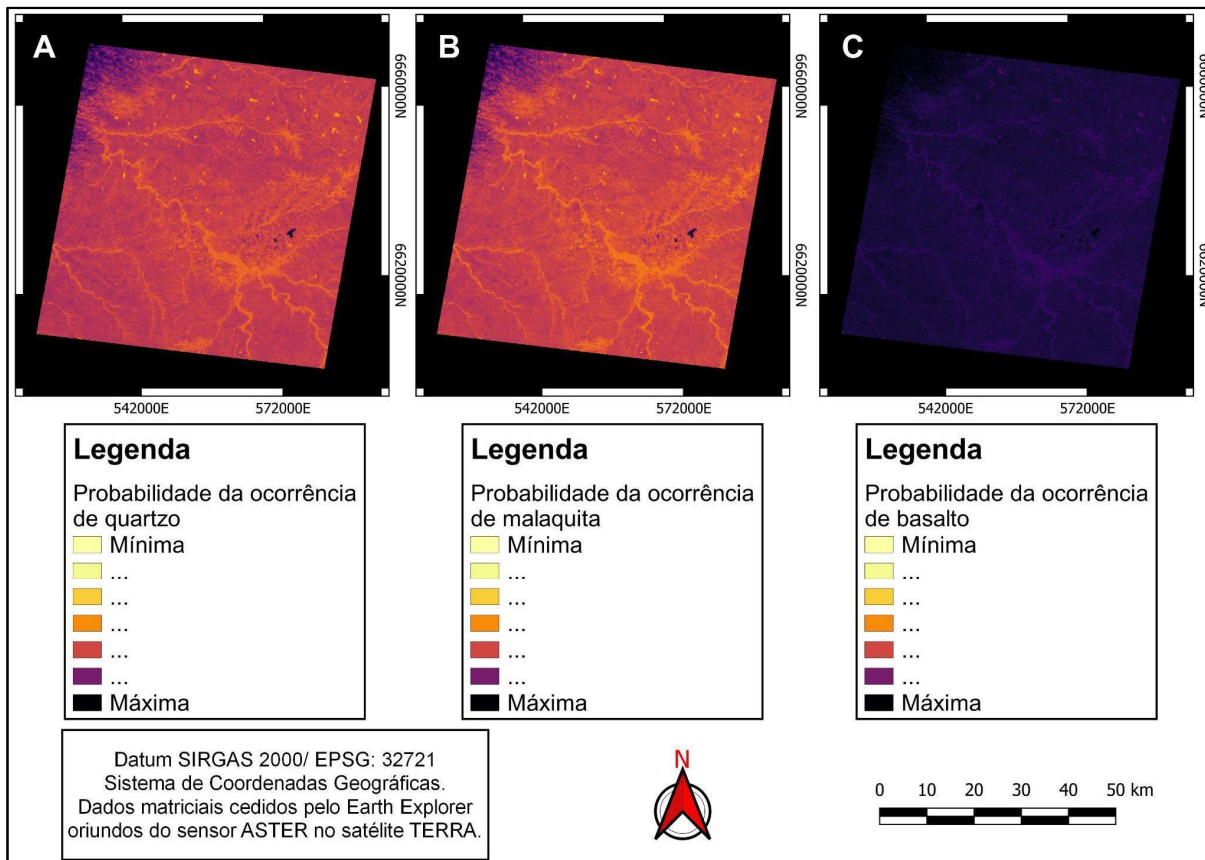 A
B
C
6660000N
6620000N
542000E
572000E
6660000N
6620000N
542000E
572000E
6660000N
6620000N
542000E
572000E
Legenda
Probabilidade da ocorrência
de quartzo
Mínima
...
...
...
...
...
Máxima
Legenda
Probabilidade da ocorrência
de malaquita
Mínima
...
...
...
...
...
Máxima
Legenda
Probabilidade da ocorrência
de basalto
Mínima
...
...
...
...
...
Máxima
Datum SIRGAS 2000/ EPSG: 32721
Sistema de Coordenadas Geográficas.
Dados matriciais cedidos pelo Earth Explorer
oriundos do sensor ASTER no satélite TERRA.
N
0 10 20 30 40 50 km